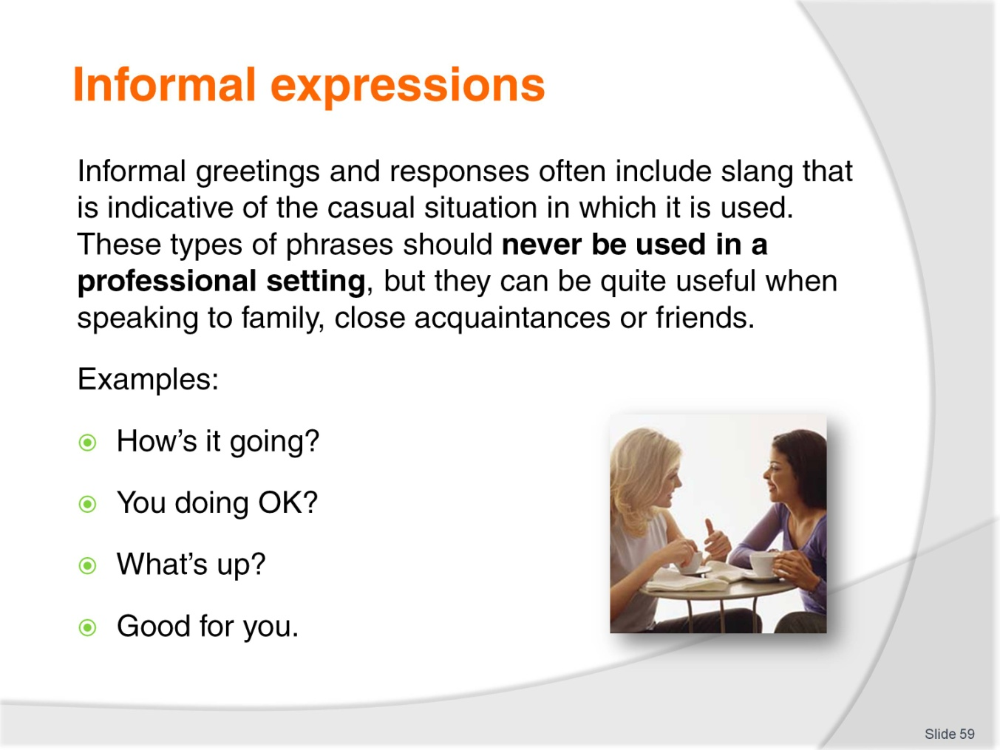 Informal expressions
Informal greetings and responses often include slang that
is indicative of the casual situation in which it is used.
These types of phrases should never be used in a
professional setting, but they can be quite useful when
speaking to family, close acquaintances or friends.
Examples:
How’s it going?
You doing OK?
What’s up?
Good for you.
Slide 59